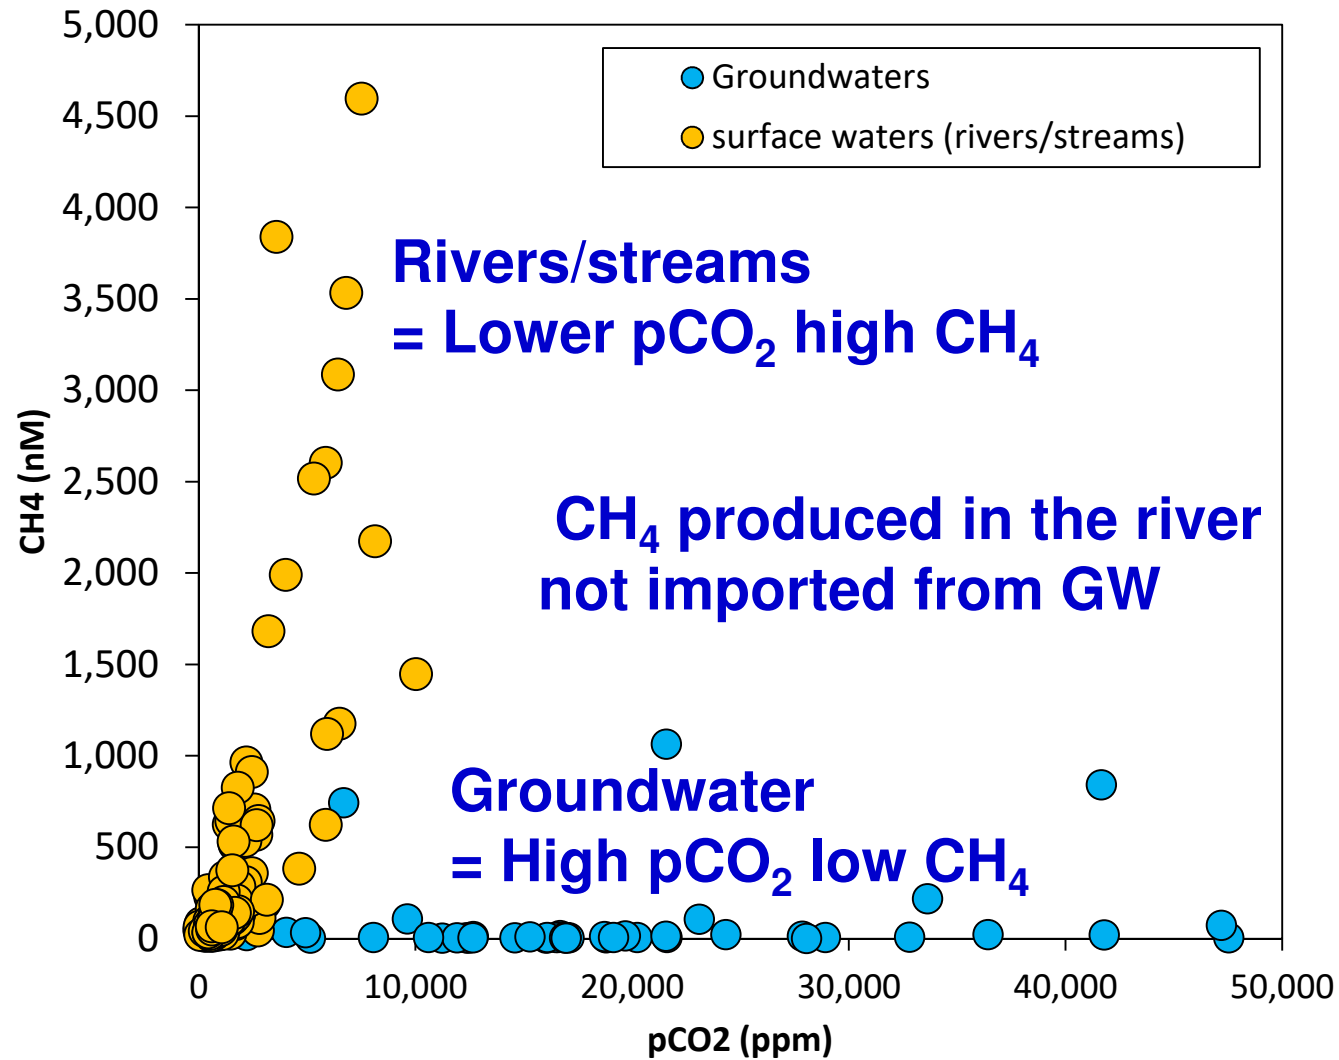 5,000
4,500
4,000
3,500
3,000
2,500
2,000
1,500
1,000
500
0
CH4 (nM)
Groundwaters
surface waters (rivers/streams)
Rivers/streams
= Lower pCO₂ high CH₄
CH₄ produced in the river
not imported from GW
Groundwater
= High pCO₂ low CH₄
0 10,000 20,000 30,000 40,000 50,000
pCO2 (ppm)